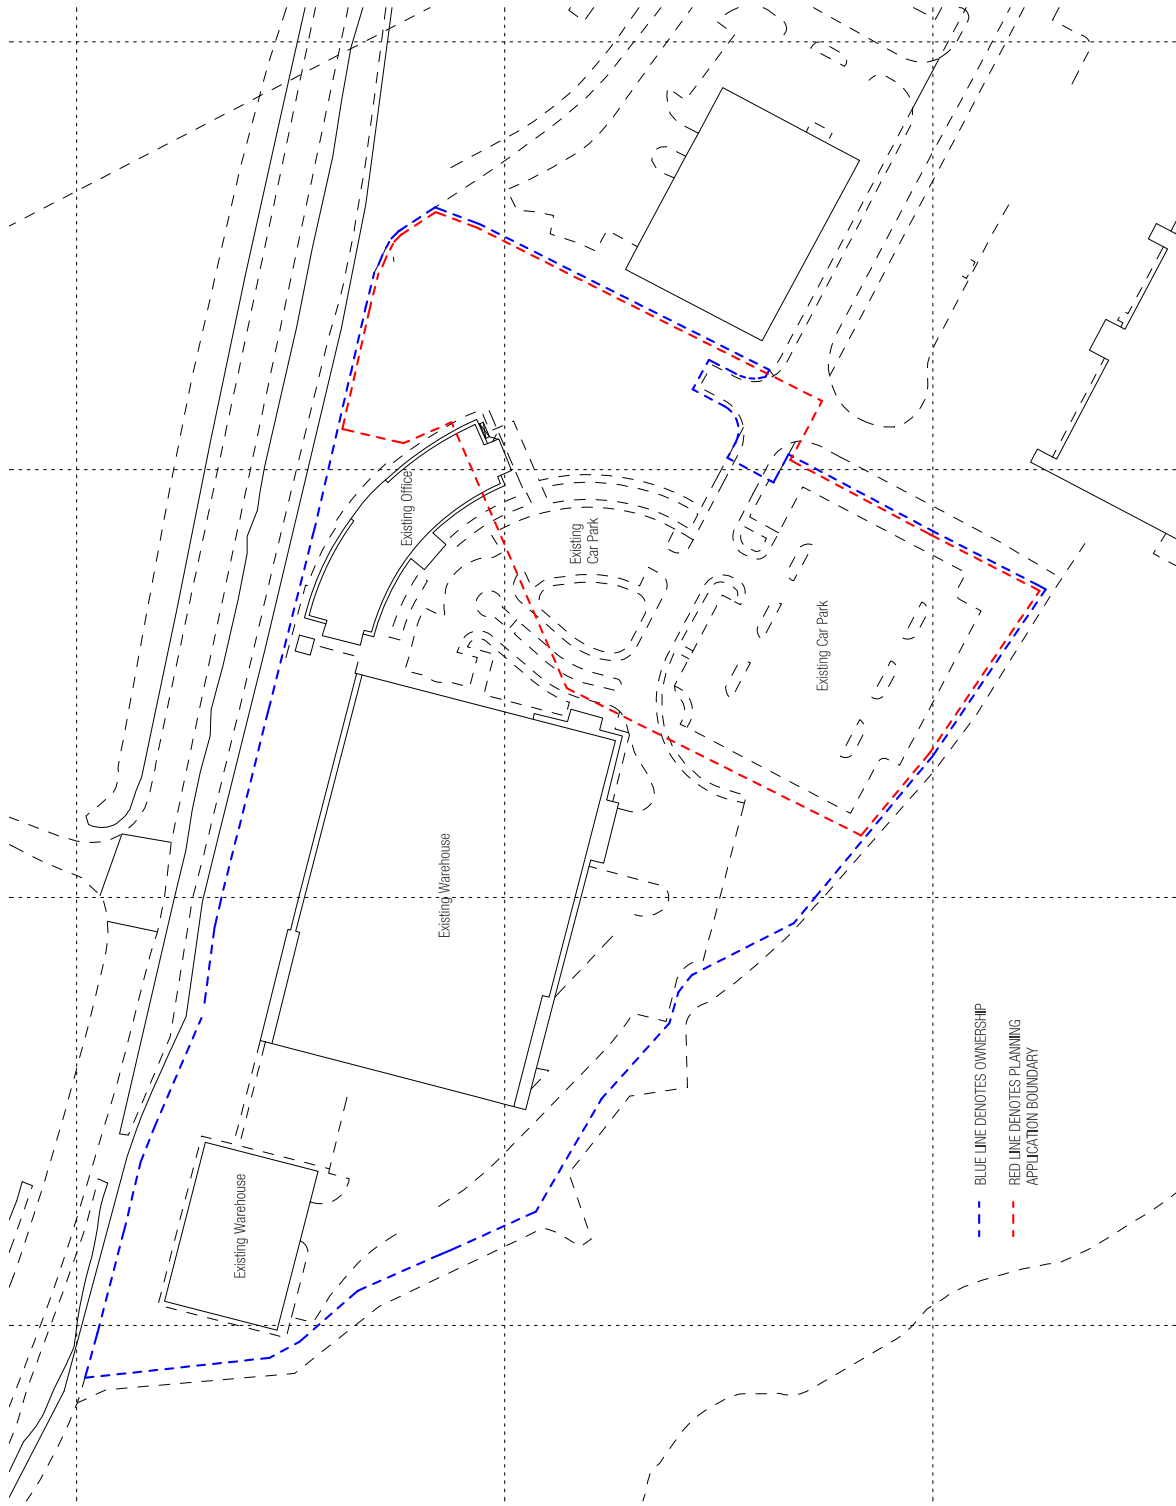 Existing Office
Existing
Car Park
Existing Car Park
Existing Warehouse
Existing Warehouse
BLUE LINE DENOTES OWNERSHIP
RED LINE DENOTES PLANNING
APPLICATION BOUNDARY